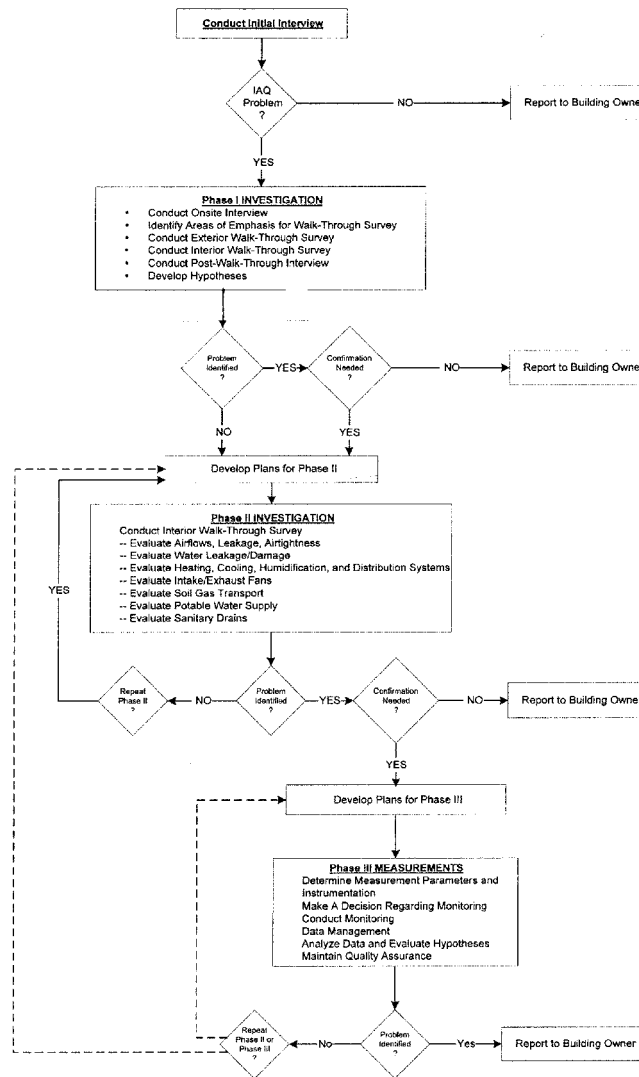 Conduct Initial Interview
IAQ
Problem
?
NO
Report to Building Owne
YES
Phase I INVESTIGATION
* Conduct Onsite Interview
* Identify Areas of Emphasis for Walk-Through Survey
* Conduct Exterior Walk-Through Survey
* Conduct Interior Walk-Through Survey
* Conduct Post-Walk-Through Interview
* Develop Hypotheses
Problem
Identified
?
YES
Confirmation
Needed
?
NO
Report to Building Owne
NO
YES
Develop Plans for Phase II
Phase II INVESTIGATION
Conduct Interior Walk-Through Survey
-- Evaluate Airflows, Leakage, Airtightness
-- Evaluate Water Leakage/Damage
-- Evaluate Heating, Cooling, Humidification, and Distribution Systems
-- Evaluate Intake/Exhaust Fans
-- Evaluate Soil Gas Transport
-- Evaluate Potable Water Supply
-- Evaluate Sanitary Drains
YES
Repeat
Phase II
?
NO
Problem
Identified
?
YES
Confirmation
Needed
?
NO
Report to Building Owne
YES
Develop Plans for Phase III
Phase III MEASUREMENTS
Determine Measurement Parameters and
Instrumentation
Make A Decision Regarding Monitoring
Conduct Monitoring
Data Management
Analyze Data and Evaluate Hypotheses
Maintain Quality Assurance
Repeat
Phase II or
Phase III
?
No
Problem
Identified
?
Yes
Report to Building Owner